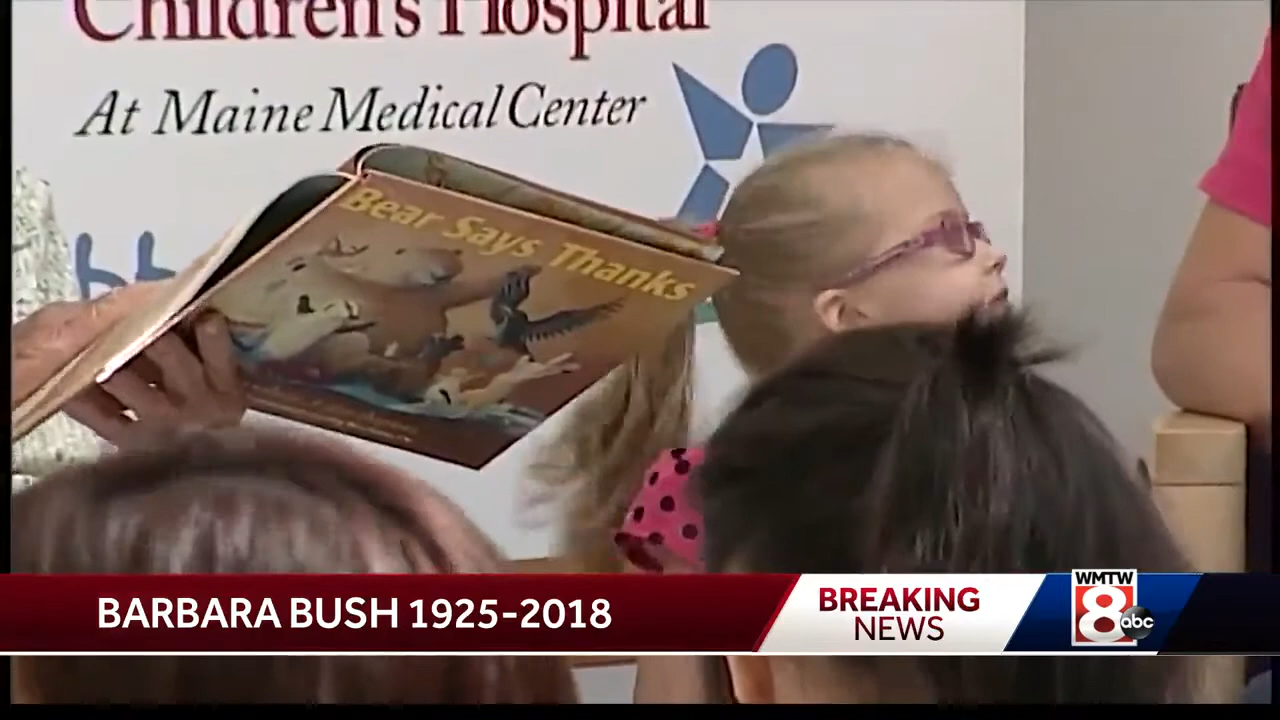 Children's Hospital
At Maine Medical Center
Bear Says Thanks
BARBARA BUSH 1925-2018
BREAKING
NEWS
WMTW
8
abc